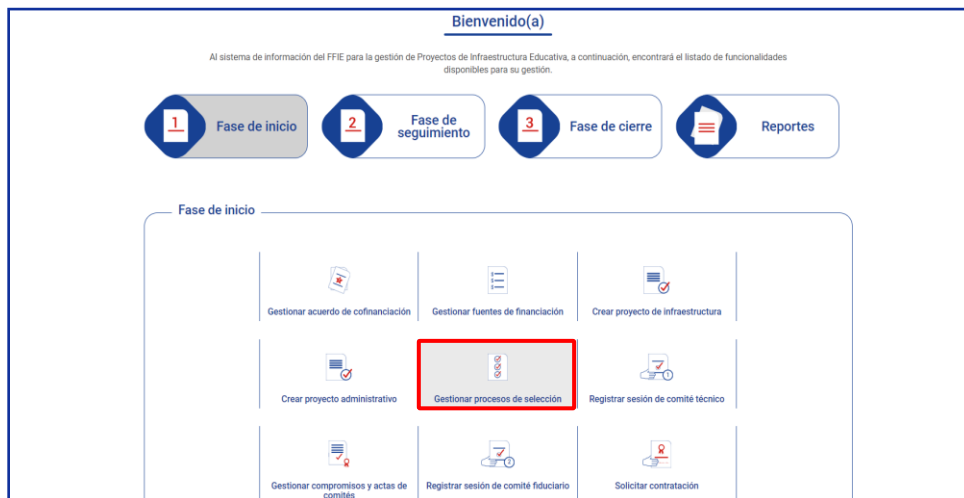 Bienvenido(a)
Al sistema de información del FFIE para la gestión de Proyectos de Infraestructura Educativa, a continuación, encontrará el listado de funcionalidades
disponibles para su gestión.
1
Fase de inicio
2
Fase de
seguimiento
3
Fase de cierre
Reportes
Fase de inicio
Gestionar acuerdo de cofinanciación
Gestionar fuentes de financiación
Crear proyecto de infraestructura
Crear proyecto administrativo
Gestionar procesos de selección
1
Registrar sesión de comité técnico
Gestionar compromisos y actas de
comités
2
Registrar sesión de comité fiduciario
Solicitar contratación